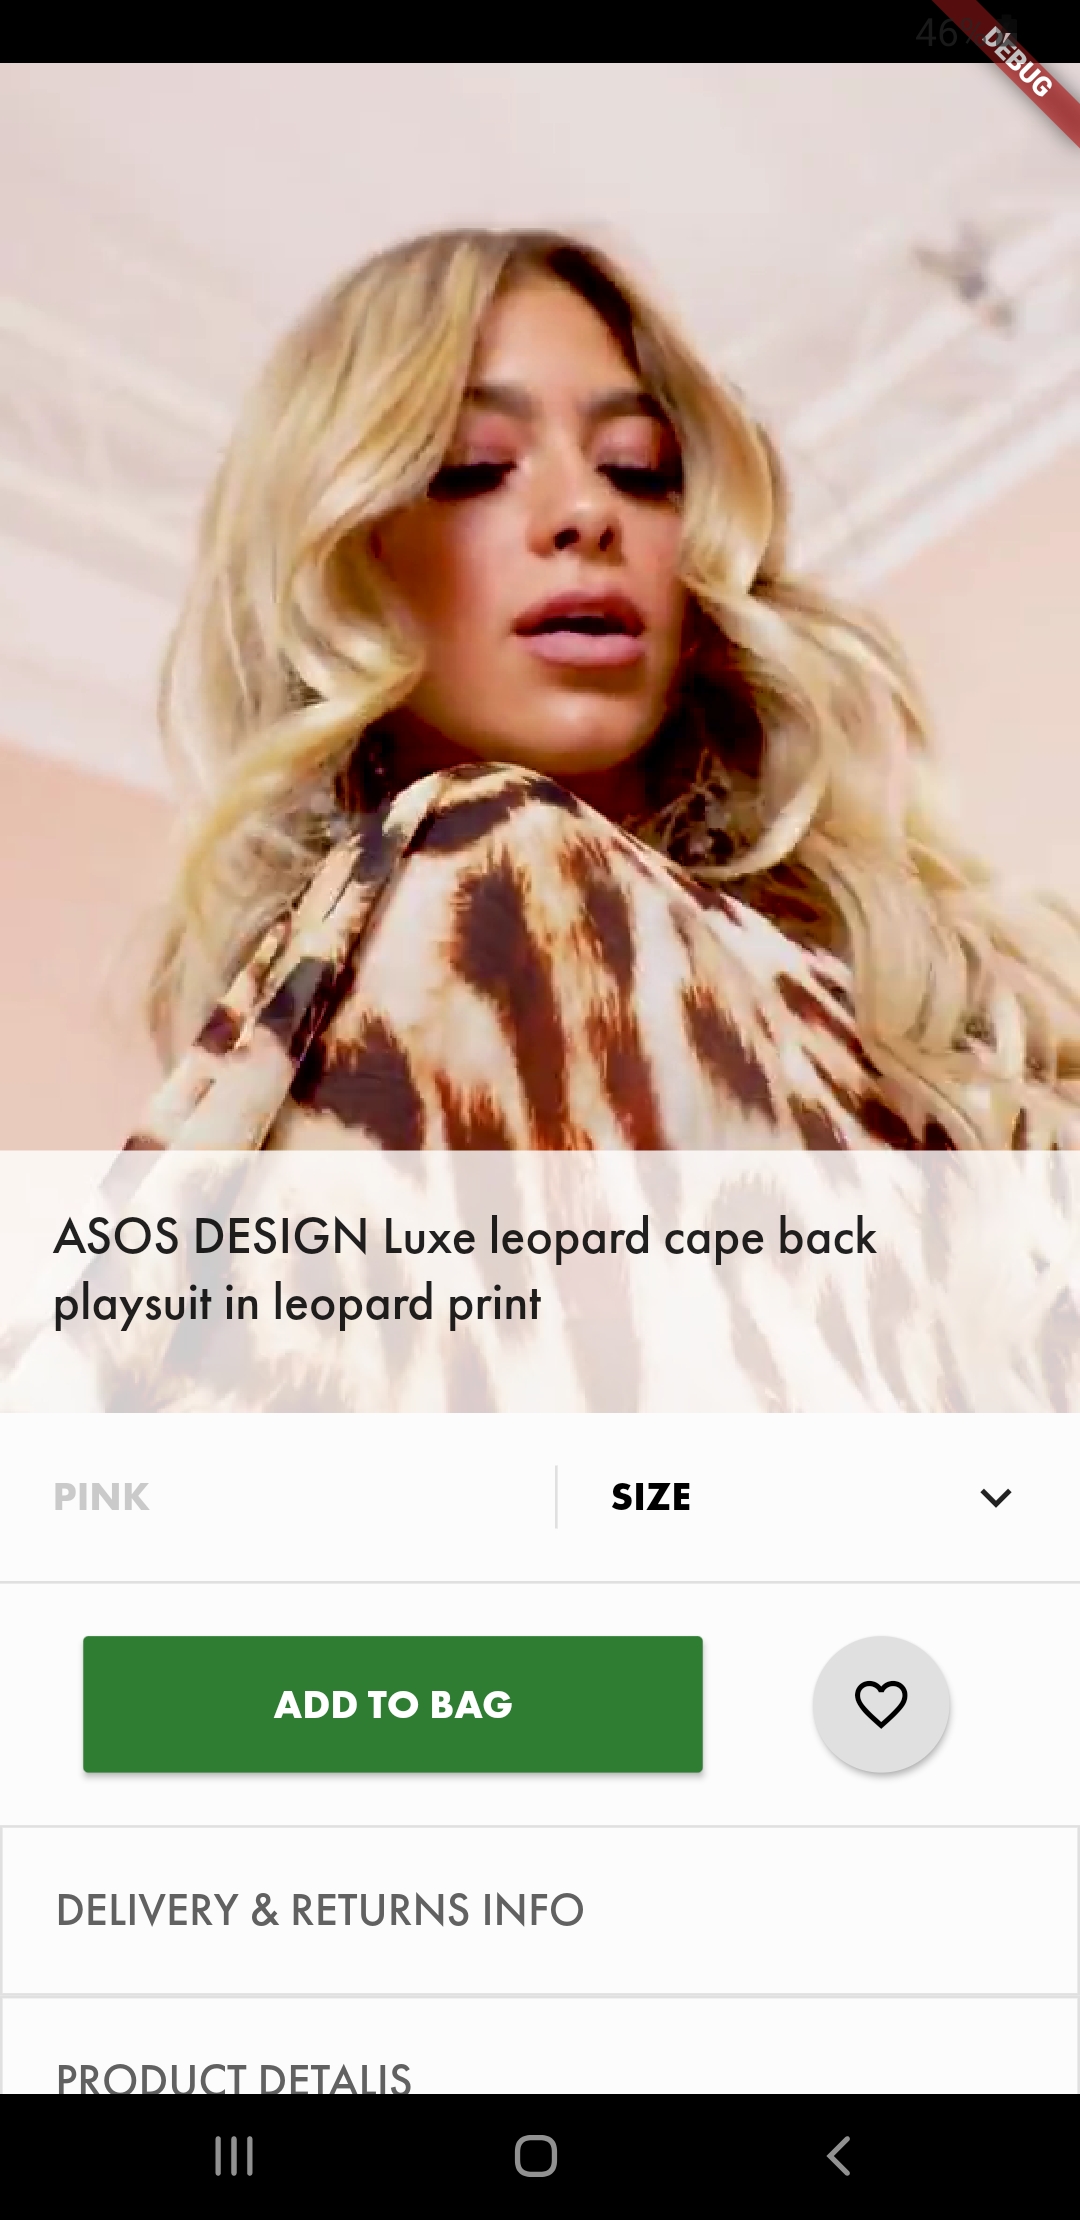 46%
DEBUG
ASOS DESIGN Luxe leopard cape back
playsuit in leopard print
PINK
SIZE
ADD TO BAG
DELIVERY & RETURNS INFO
PRODUCT DETALIS